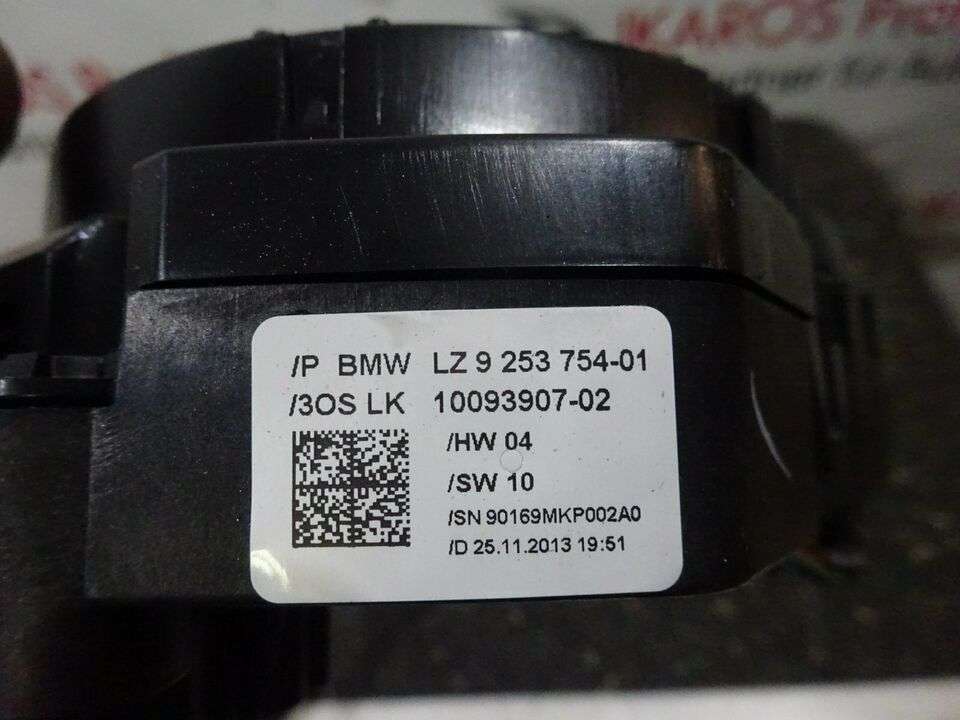 IKAROS
/P BMW LZ 9 253 754-01
/3OS LK 10093907-02
/HW 04
/SW 10
/SN 90169MKP002A0
/D 25.11.2013 19:51